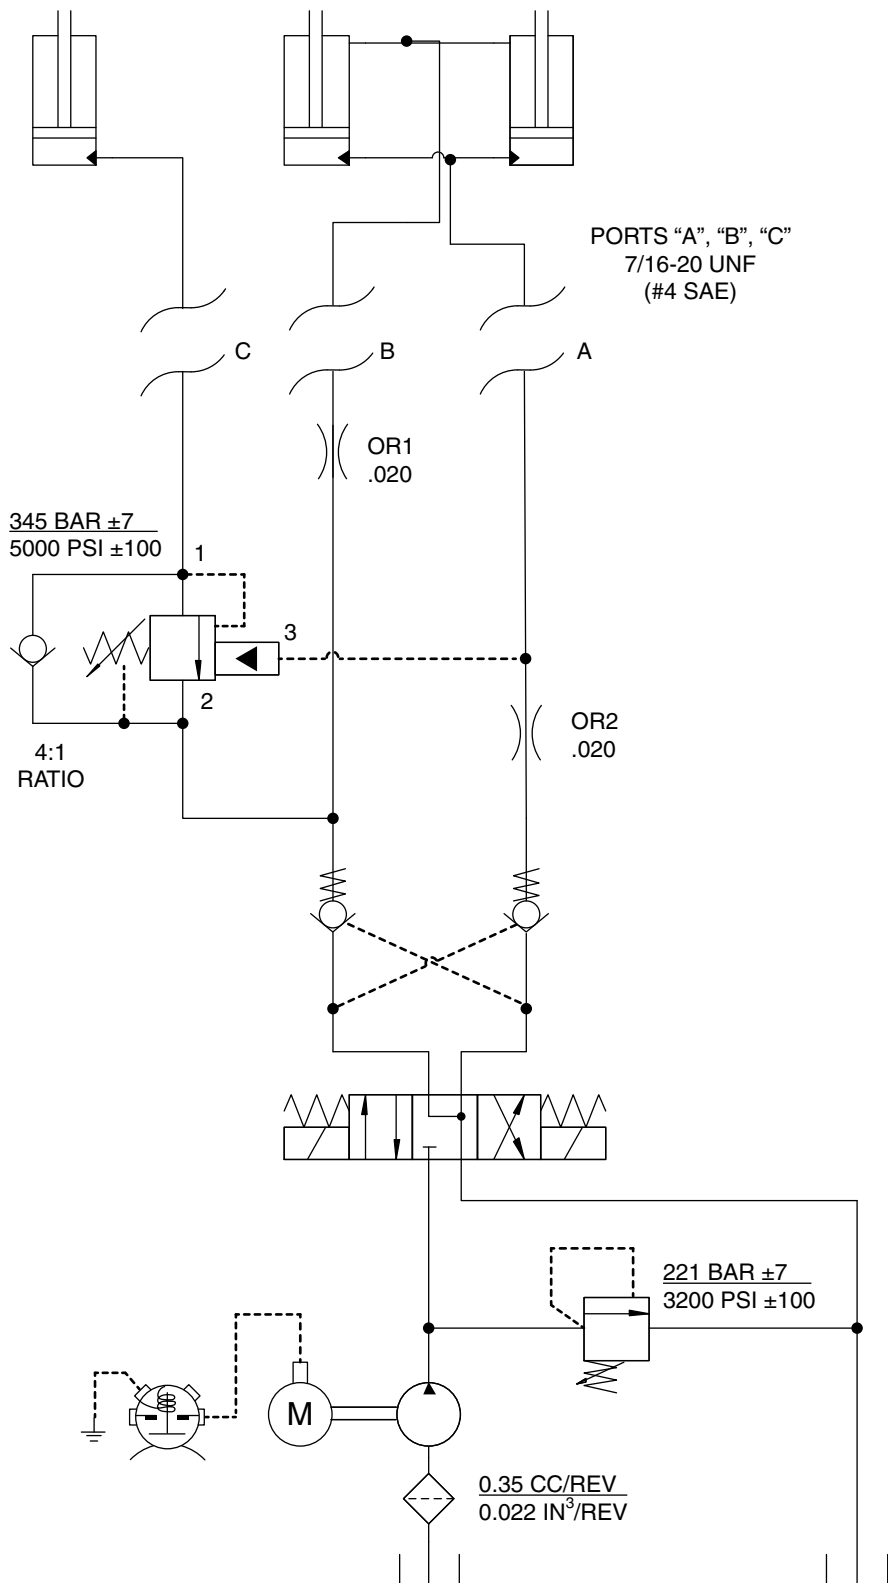 PORTS “A”, “B”, “C”
7/16-20 UNF
(#4 SAE)
C
B
A
OR1
.020
345 BAR ±7
5000 PSI ±100
1
3
2
4:1
RATIO
OR2
.020
221 BAR ±7
3200 PSI ±100
M
0.35 CC/REV
0.022 IN³/REV